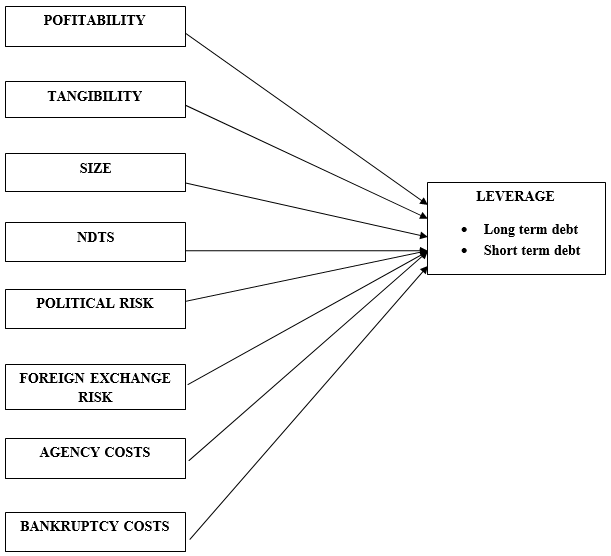 POFITABILITY
TANGIBILITY
SIZE
NDTS
POLITICAL RISK
FOREIGN EXCHANGE
RISK
AGENCY COSTS
BANKRUPTCY COSTS
LEVERAGE
• Long term debt
• Short term debt